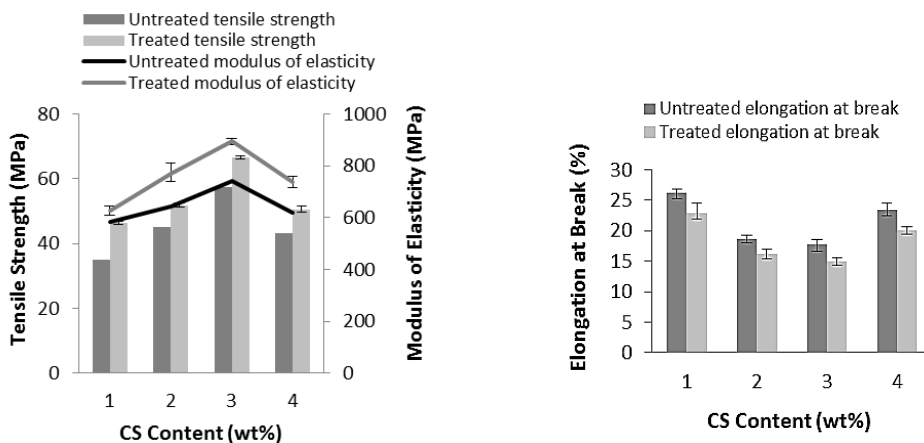 Untreated tensile strength
Treated tensile strength
Untreated modulus of elasticity
Treated modulus of elasticity
80
60
40
20
0
Tensile Strength (MPa)
1000
800
600
400
200
0
Modulus of Elasticity (MPa)
1 2 3 4
CS Content (wt%)
Untreated elongation at break
Treated elongation at break
30
25
20
15
10
5
0
Elongation at Break (%)
1 2 3 4
CS Content (wt%)